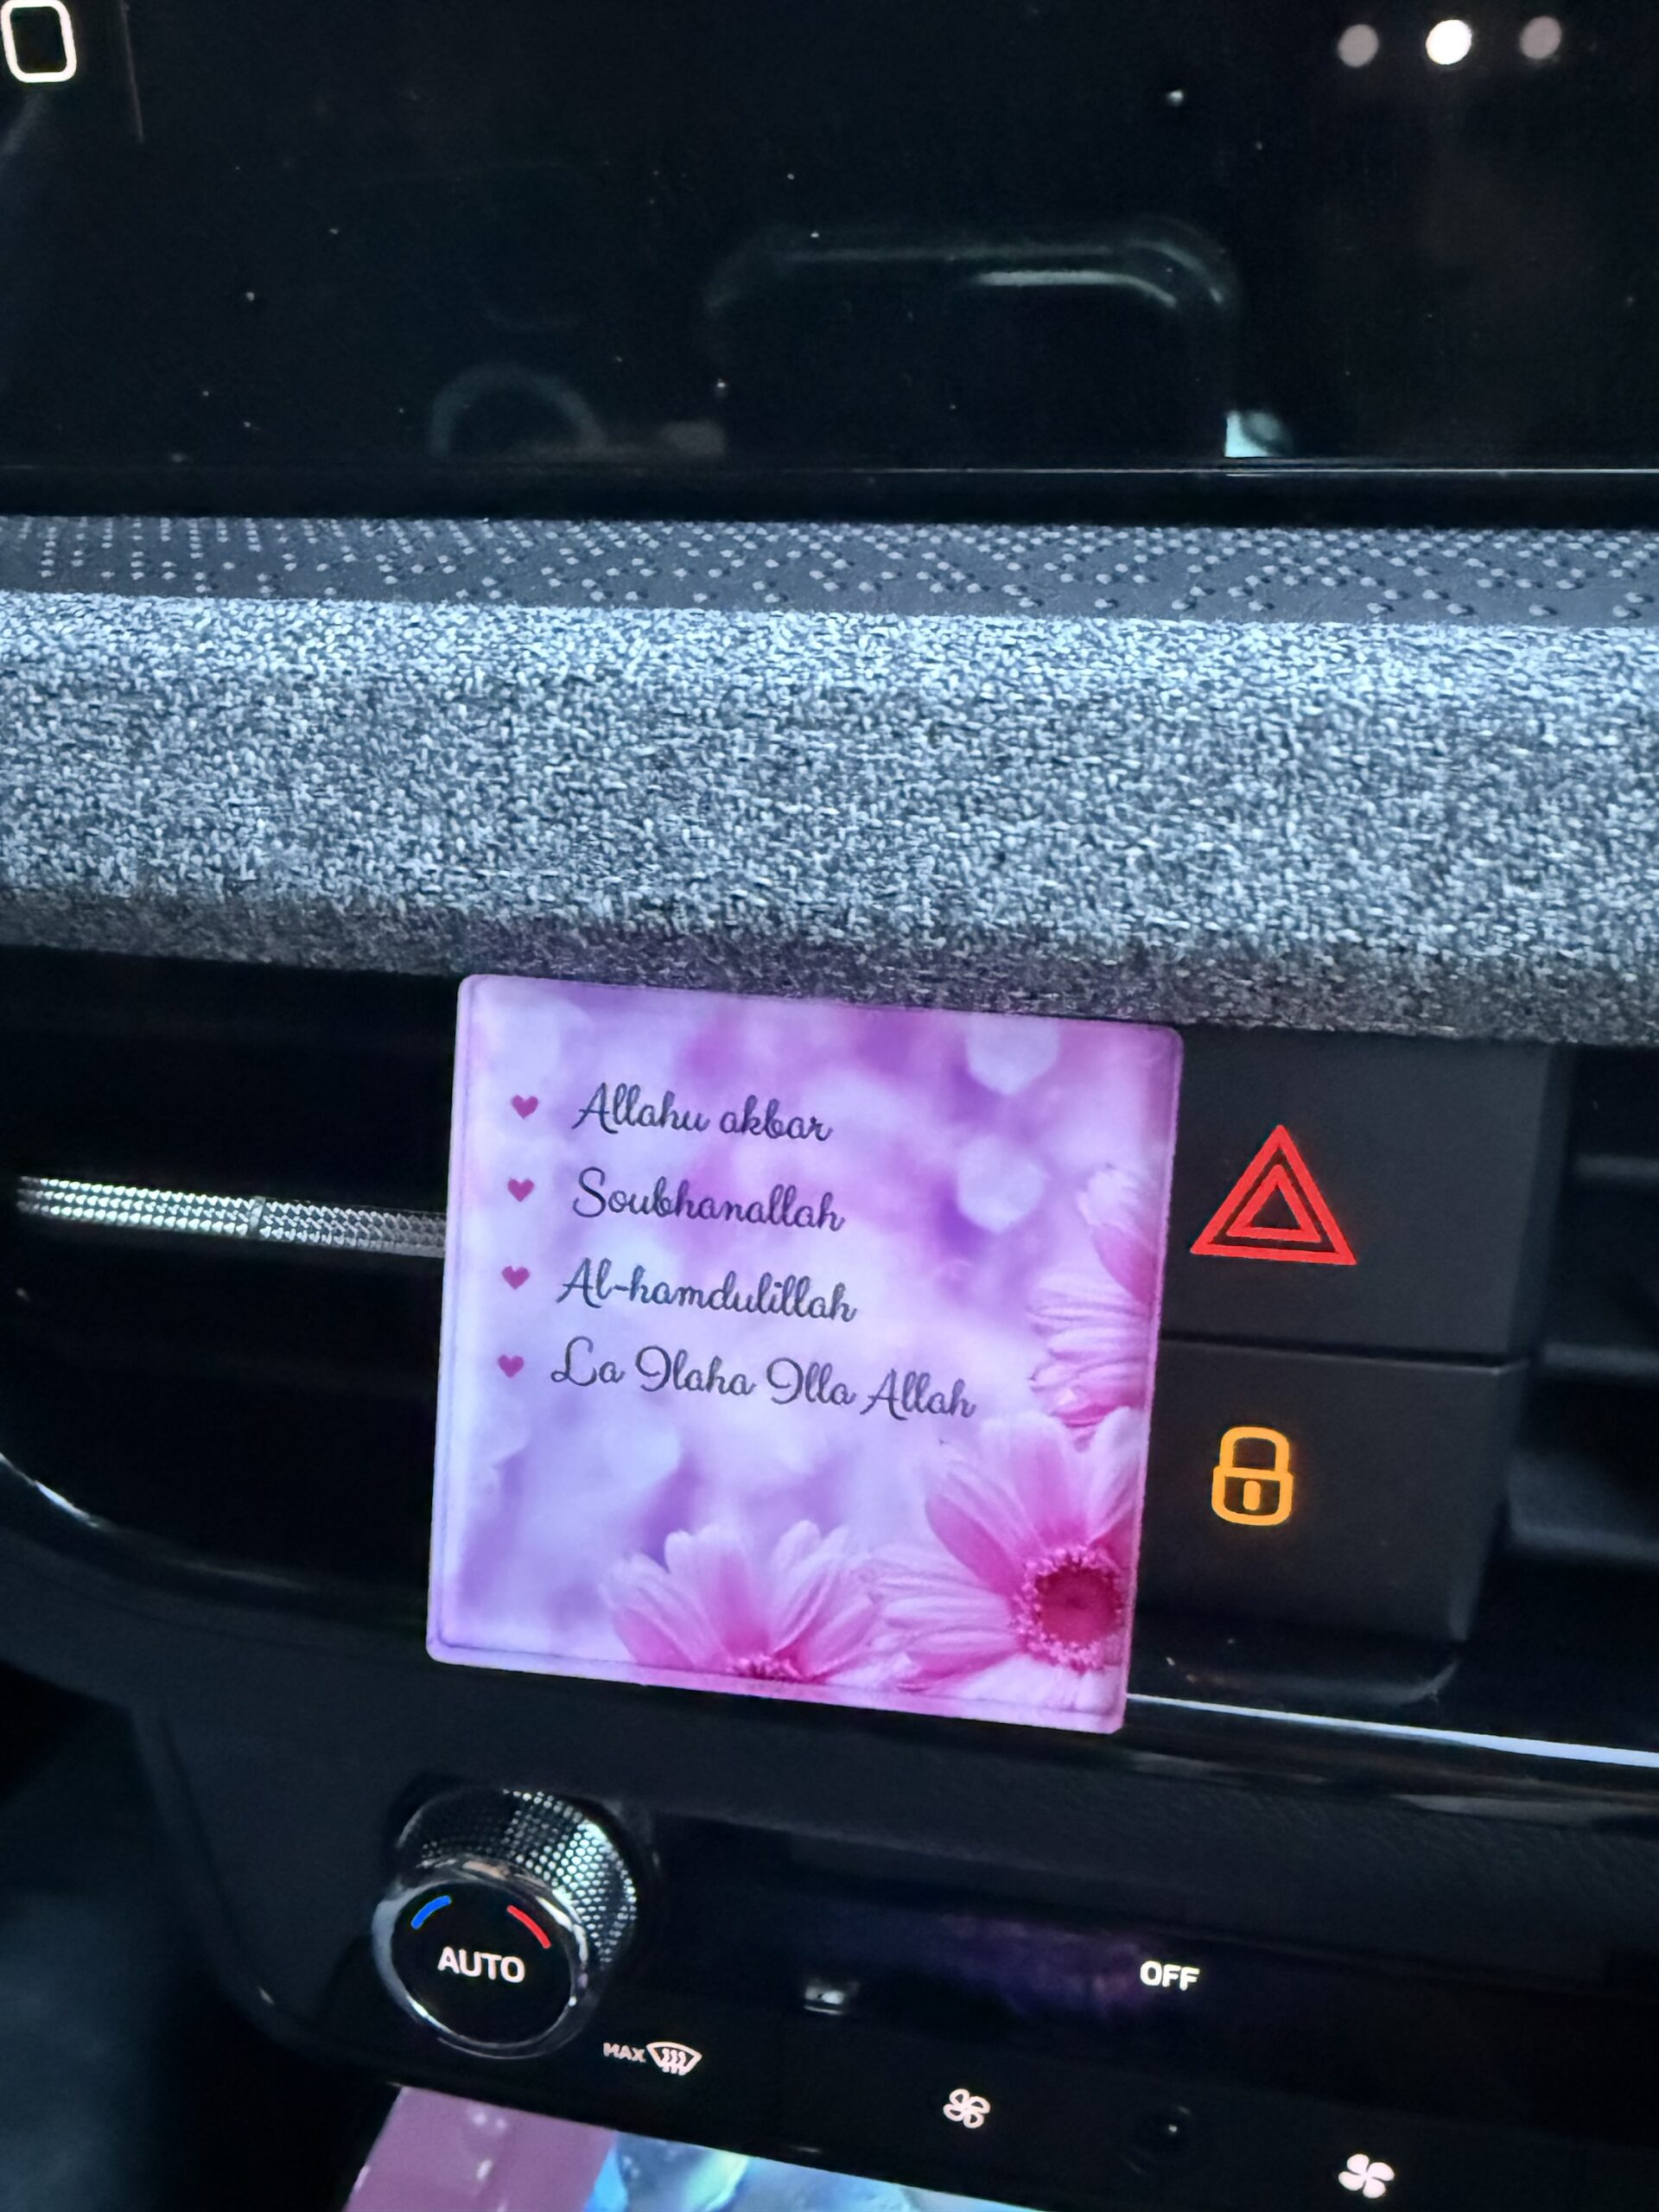 Allahu akbar
Soubhanallah
Al-hamdulillah
La Ilaha Illa Allah
AUTO
OFF
MAX